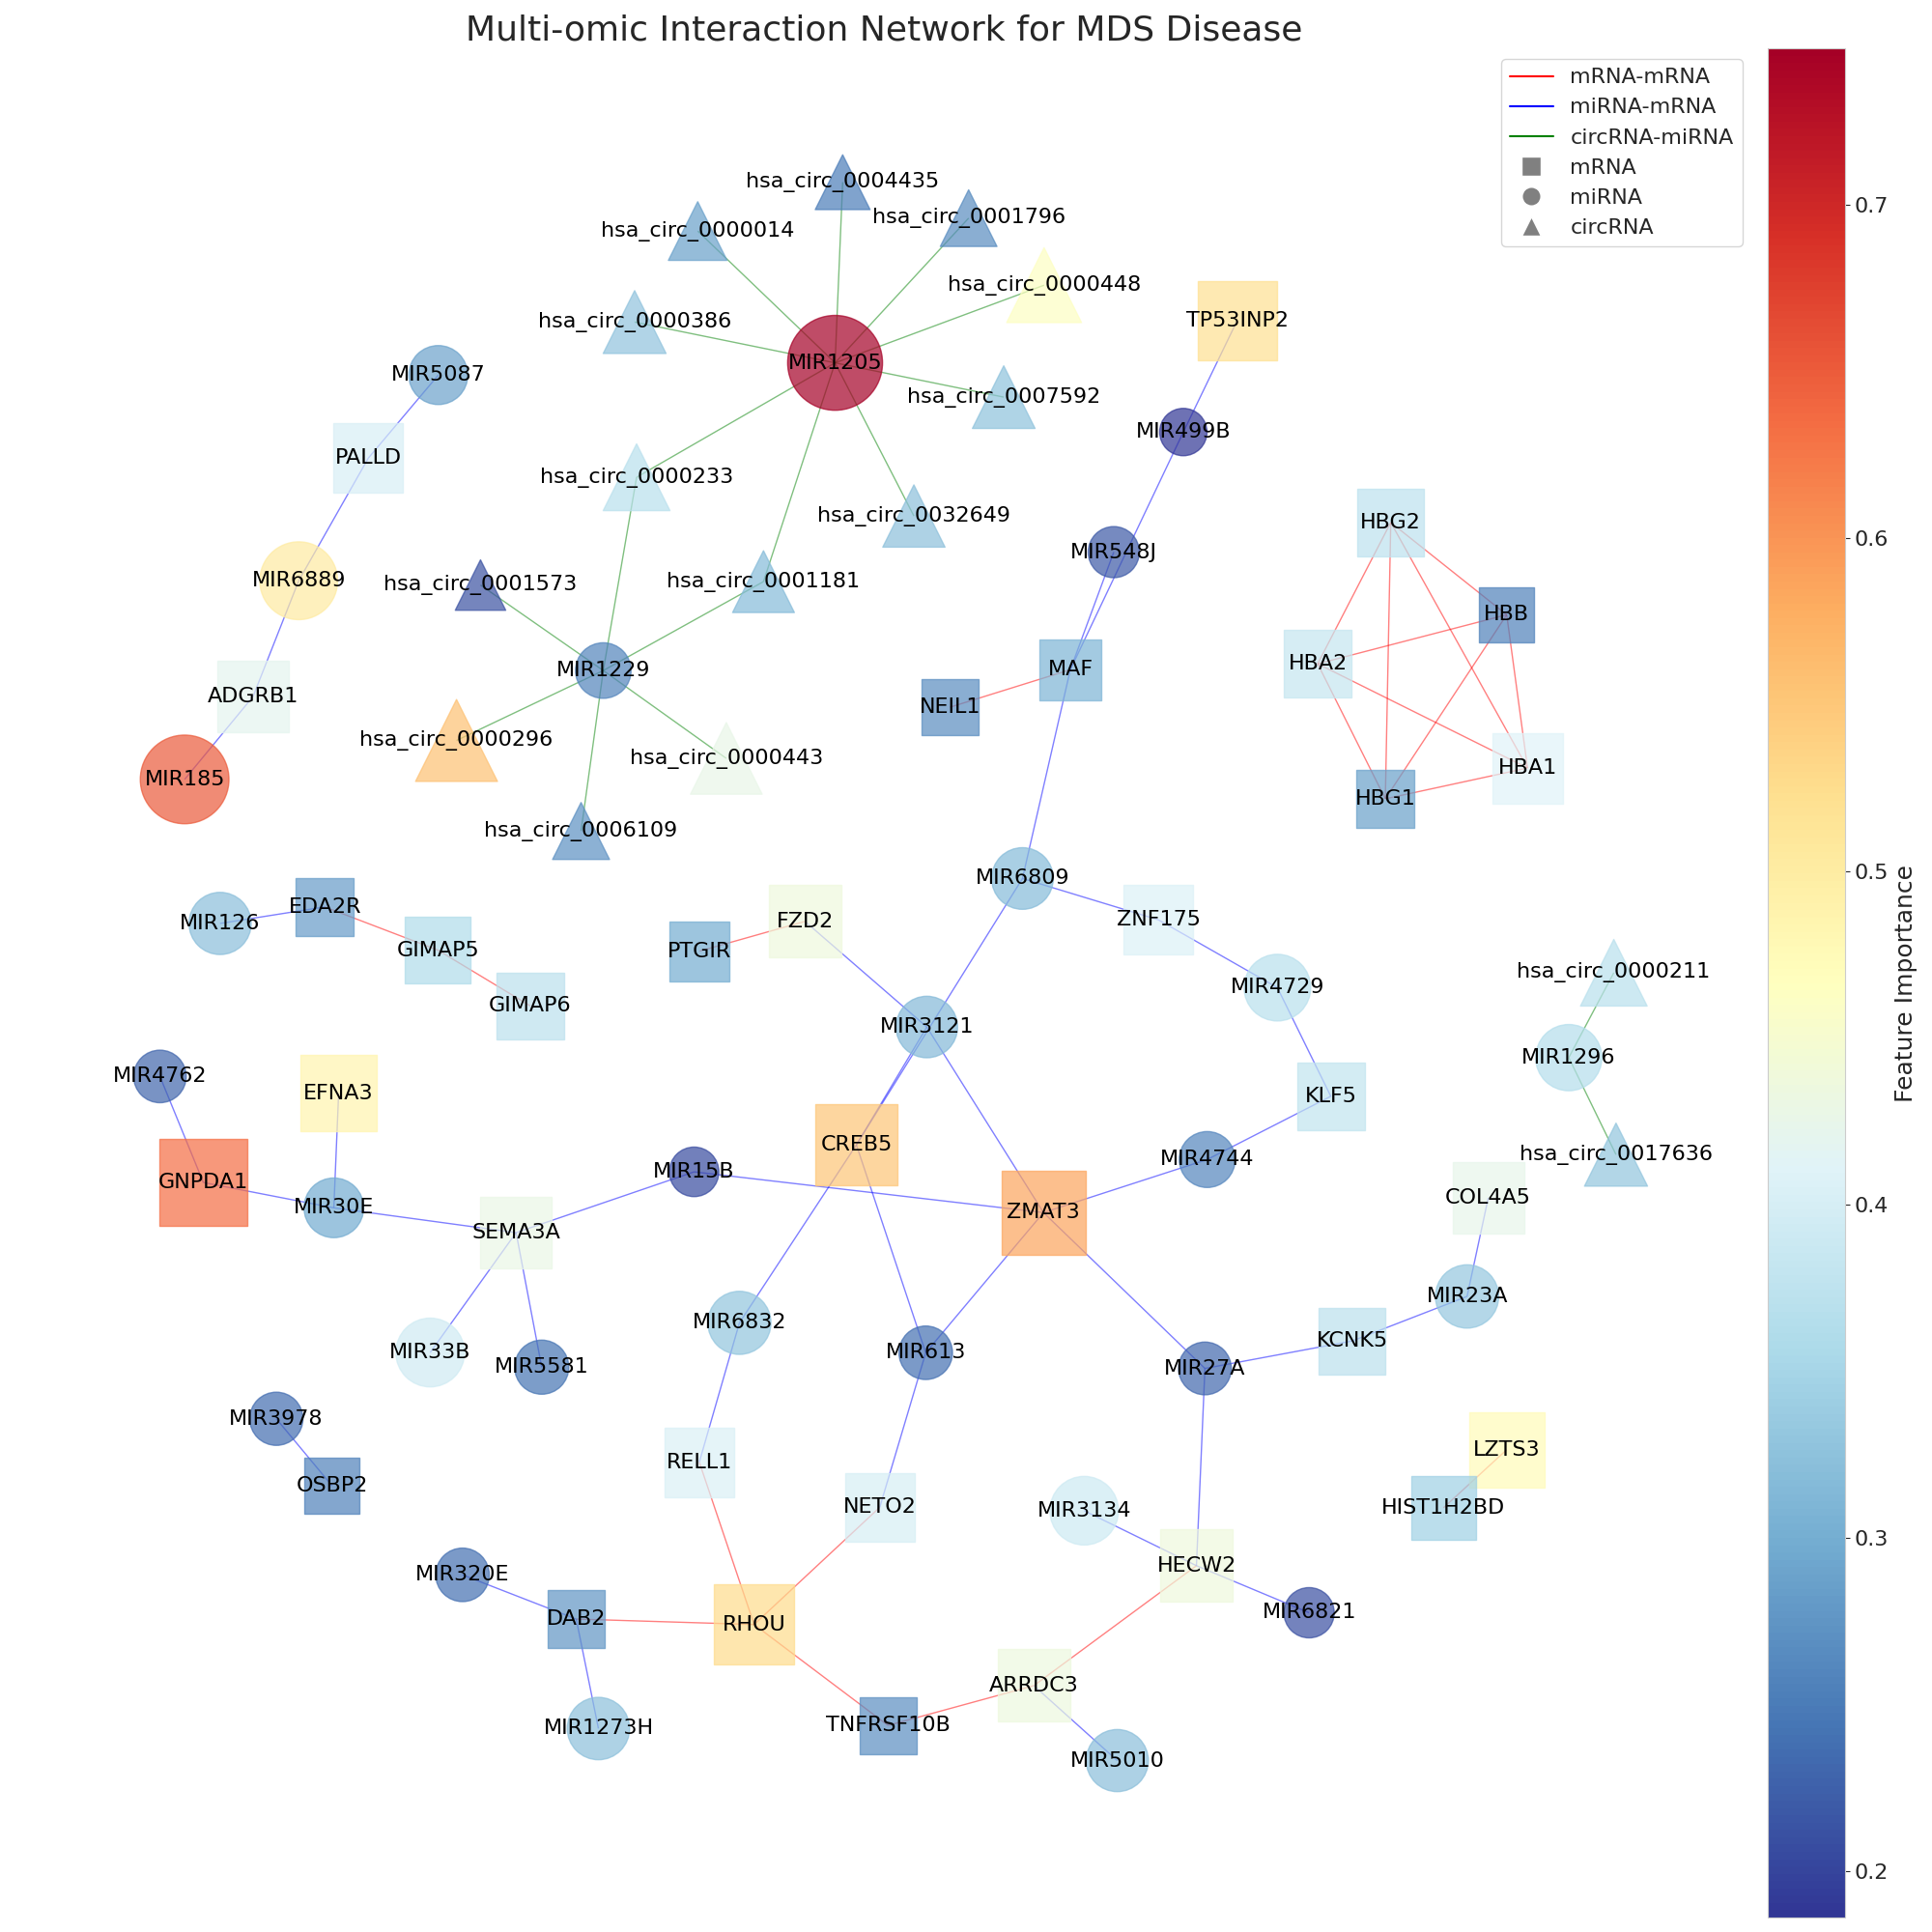 Multi-omic Interaction Network for MDS Disease
mRNA-mRNA
miRNA-mRNA
circRNA-miRNA
mRNA
miRNA
circRNA
hsa_circ_0004435
hsa_circ_0001796
hsa_circ_0000014
hsa_circ_0000448
hsa_circ_0000386
TP53INP2
MIR1205
MIR5087
hsa_circ_0007592
MIR499B
PALLD
hsa_circ_0000233
hsa_circ_0032649
HBG2
MIR548J
MIR6889
hsa_circ_0001573
hsa_circ_0001181
HBB
HBA2
MIR1229
MAF
ADGRB1
NEIL1
hsa_circ_0000296
hsa_circ_0000443
HBA1
MIR185
HBG1
hsa_circ_0006109
MIR6809
EDA2R
MIR126
FZD2
ZNF175
GIMAP5
PTGIR
hsa_circ_0000211
MIR4729
GIMAP6
MIR3121
MIR1296
MIR4762
EFNA3
KLF5
CREB5
hsa_circ_0017636
MIR4744
MIR15B
GNPDA1
COL4A5
MIR30E
ZMAT3
SEMA3A
MIR23A
MIR6832
KCNK5
MIR33B
MIR613
MIR5581
MIR27A
MIR3978
LZTS3
RELL1
OSBP2
NETO2
HIST1H2BD
MIR3134
HECW2
MIR320E
MIR6821
DAB2
RHOU
ARRDC3
TNFRSF10B
MIR1273H
MIR5010
0.7
0.6
0.5
0.4
0.3
0.2
Feature Importance